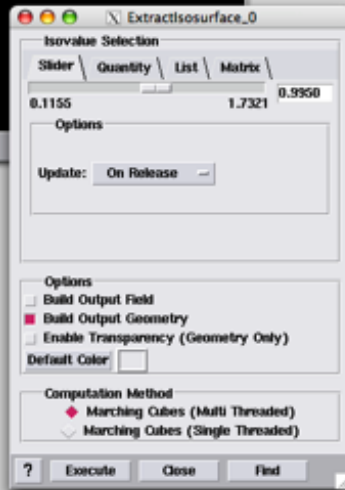 ExtractIsosurface_0
Isovalue Selection
Slider Quantity List Matrix
0.9950
0.1155 1.7321
Options
Update: On Release
Options
Build Output Field
Build Output Geometry
Enable Transparency (Geometry Only)
Default Color
Computation Method
Marching Cubes (Multi Threaded)
Marching Cubes (Single Threaded)
? Execute Close Find